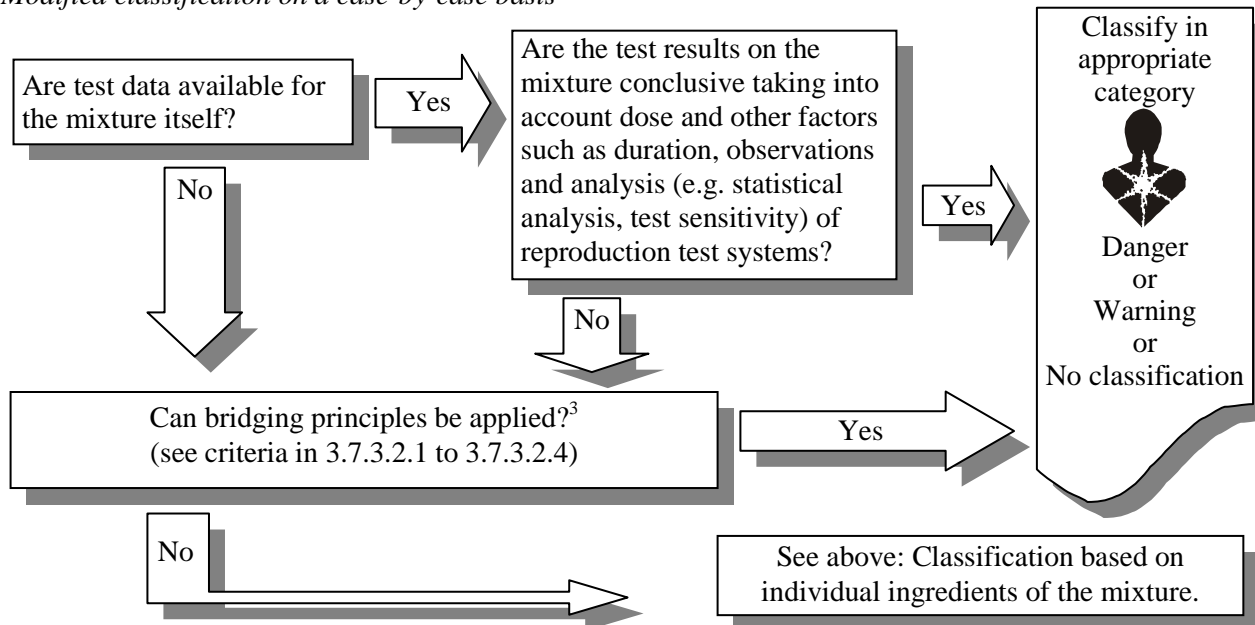 Modified classification on a case-by-case basis
Are test data available for
the mixture itself?
Yes
Are the test results on the
mixture conclusive taking into
account dose and other factors
such as duration, observations
and analysis (e.g. statistical
analysis, test sensitivity) of
reproduction test systems?
Yes
Classify in
appropriate
category
Danger
or
Warning
or
No classification
No
No
Can bridging principles be applied?³
(see criteria in 3.7.3.2.1 to 3.7.3.2.4)
Yes
No
See above: Classification based on
individual ingredients of the mixture.